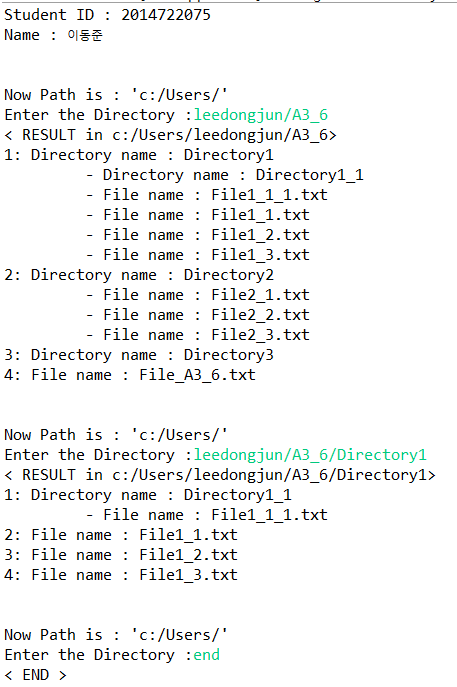 Student ID : 2014722075
Name : 이동준
Now Path is : 'c:/Users/'
Enter the Directory :leedongjun/A3_6
< RESULT in c:/Users/leedongjun/A3_6>
1: Directory name : Directory1
- Directory name : Directory1_1
- File name : File1_1_1.txt
- File name : File1_1.txt
- File name : File1_2.txt
- File name : File1_3.txt
2: Directory name : Directory2
- File name : File2_1.txt
- File name : File2_2.txt
- File name : File2_3.txt
3: Directory name : Directory3
4: File name : File_A3_6.txt
Now Path is : 'c:/Users/'
Enter the Directory :leedongjun/A3_6/Directory1
< RESULT in c:/Users/leedongjun/A3_6/Directory1>
1: Directory name : Directory1_1
- File name : File1_1_1.txt
2: File name : File1_1.txt
3: File name : File1_2.txt
4: File name : File1_3.txt
Now Path is : 'c:/Users/'
Enter the Directory :end
< END >